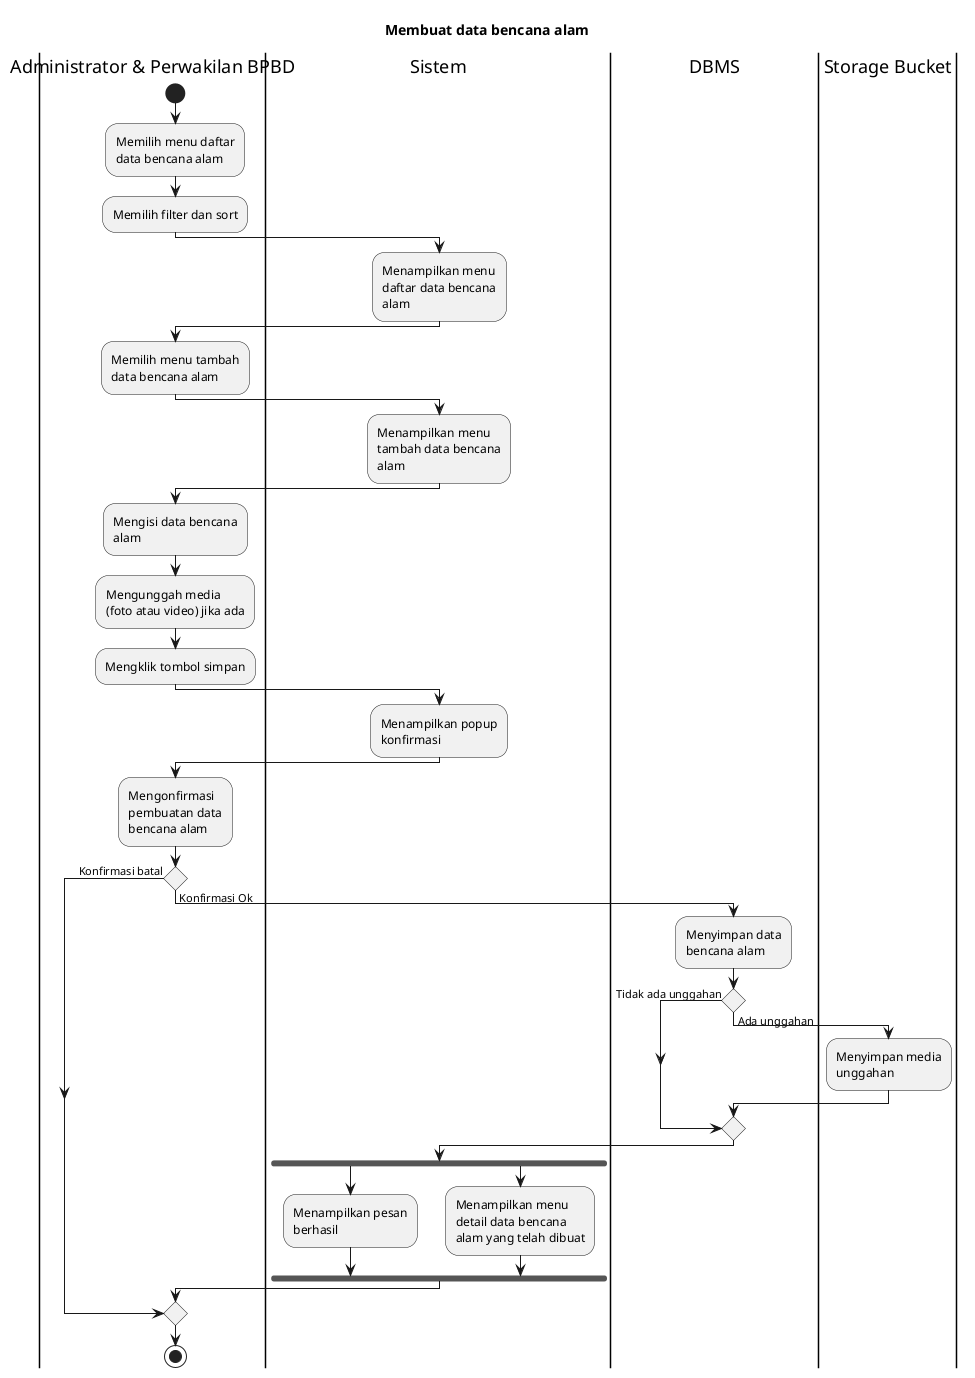 Membuat data bencana alam
Administrator & Perwakilan BPBD
Sistem
DBMS
Storage Bucket
Memilih menu daftar
data bencana alam
Memilih filter dan sort
Menampilkan menu
daftar data bencana
alam
Memilih menu tambah
data bencana alam
Menampilkan menu
tambah data bencana
alam
Mengisi data bencana
alam
Mengunggah media
(foto atau video) jika ada
Mengklik tombol simpan
Menampilkan popup
konfirmasi
Mengonfirmasi
pembuatan data
bencana alam
Konfirmasi batal
Konfirmasi Ok
Menyimpan data
bencana alam
Tidak ada unggahan
Ada unggahan
Menyimpan media
unggahan
Menampilkan pesan
berhasil
Menampilkan menu
detail data bencana
alam yang telah dibuat